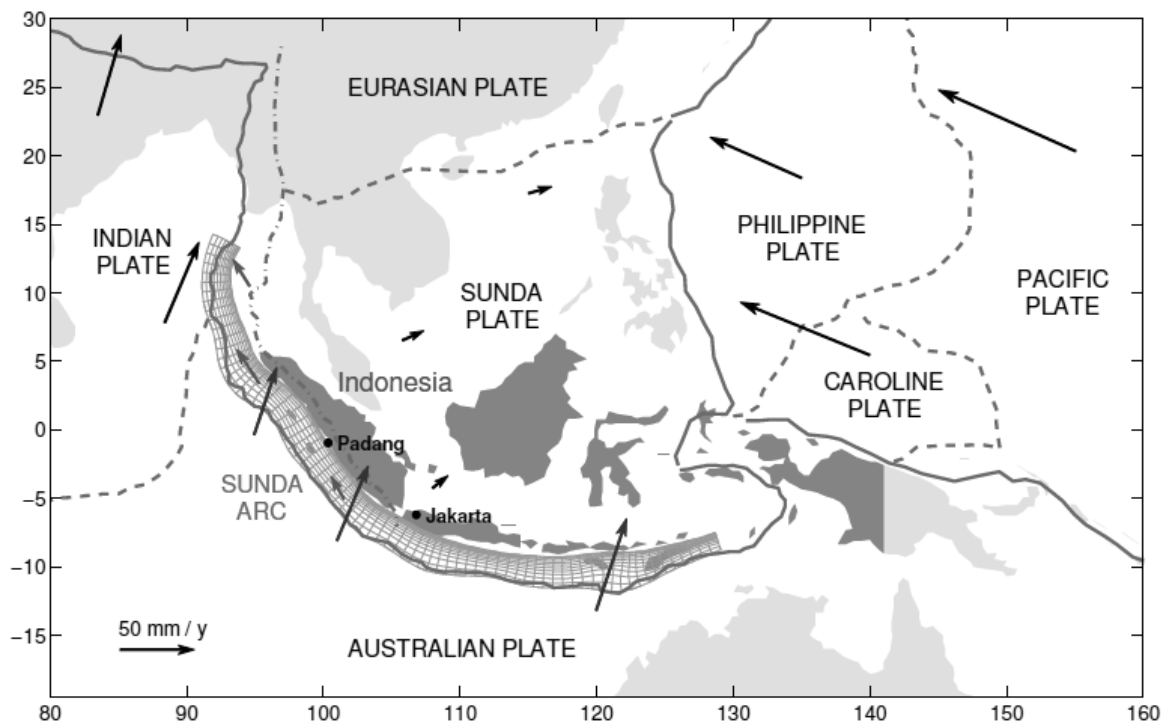 30
25
20
15
10
5
0
−5
−10
−15
EURASIAN PLATE
INDIAN
PLATE
PHILIPPINE
PLATE
PACIFIC
PLATE
SUNDA
PLATE
Indonesia
CAROLINE
PLATE
Padang
SUNDA
ARC
Jakarta
50 mm / y
AUSTRALIAN PLATE
80
90
100
110
120
130
140
150
160